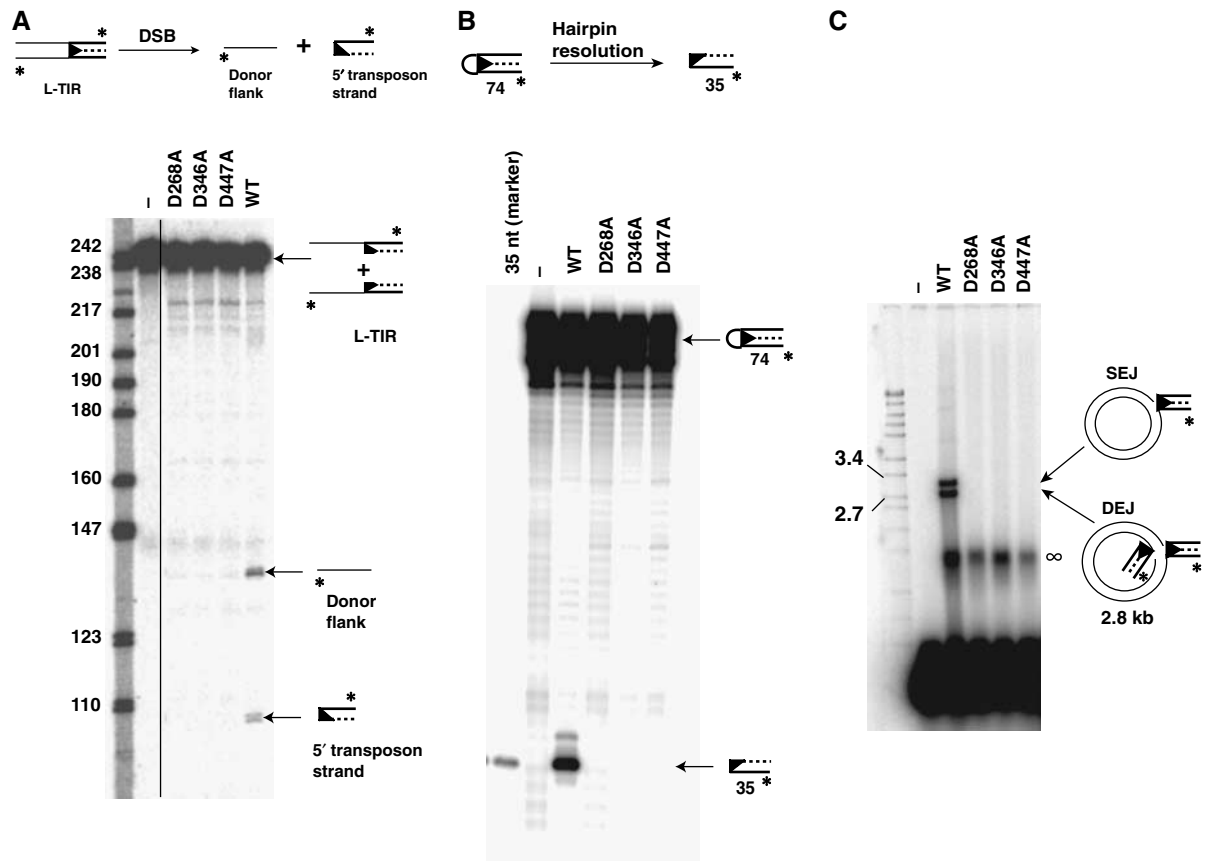 A
DSB
*
*
L-TIR
+
*
Donor
flank
*
5′ transposon
strand
–
D268A
D346A
D447A
WT
242
238
217
201
190
180
160
147
123
110
*
+
*
L-TIR
*
Donor
flank
*
5′ transposon
strand
B
Hairpin
resolution
74
*
35
*
35 nt (marker)
–
WT
D268A
D346A
D447A
74
*
35
*
C
–
WT
D268A
D346A
D447A
3.4
2.7
∞
SEJ
*
DEJ
*
*
2.8 kb